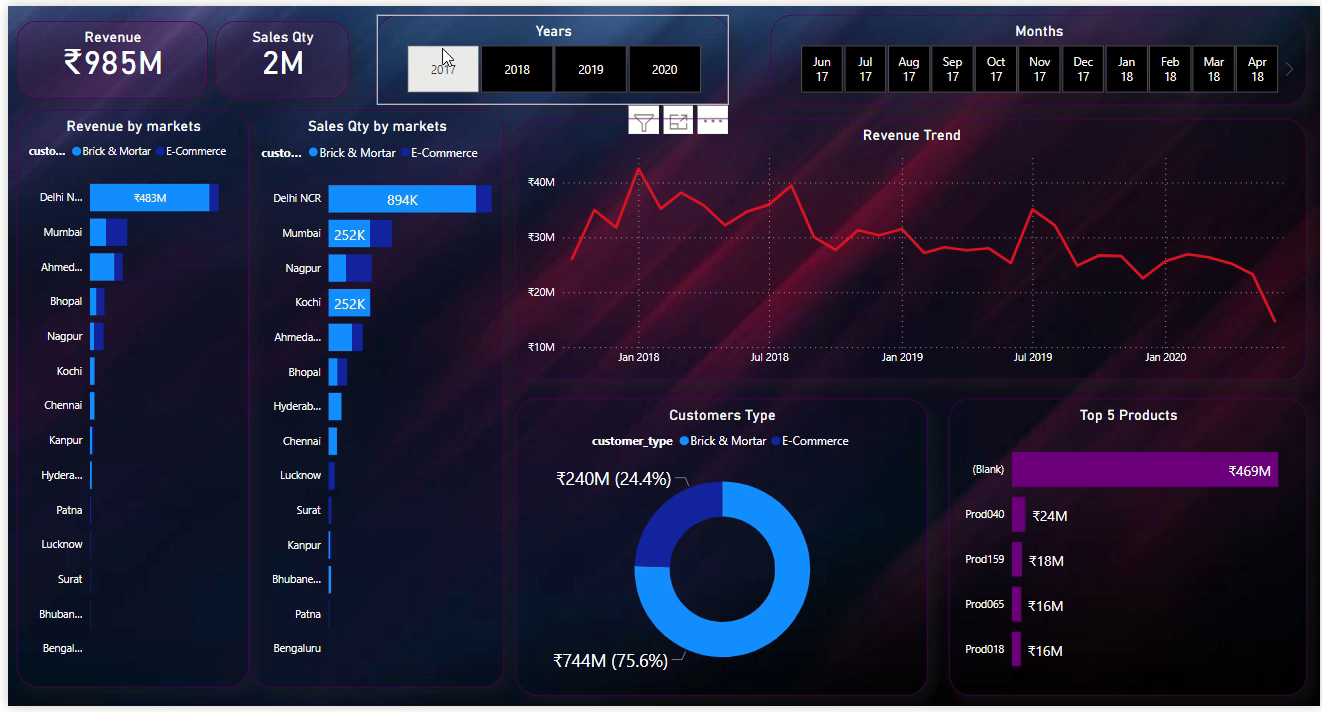 Revenue
₹985M
Sales Qty
2M
Years
2017
2018
2019
2020
Months
Jun 17
Jul 17
Aug 17
Sep 17
Oct 17
Nov 17
Dec 17
Jan 18
Feb 18
Mar 18
Apr 18
Revenue by markets
custo... Brick & Mortar E-Commerce
Delhi N... ₹483M
Mumbai
Ahmed...
Bhopal
Nagpur
Kochi
Chennai
Kanpur
Hydera...
Patna
Lucknow
Surat
Bhuban...
Bengal...
Sales Qty by markets
custo... Brick & Mortar E-Commerce
Delhi NCR 894K
Mumbai 252K
Nagpur
Kochi 252K
Ahmeda...
Bhopal
Hyderab...
Chennai
Lucknow
Surat
Kanpur
Bhubane...
Patna
Bengaluru
Revenue Trend
₹40M
₹30M
₹20M
₹10M
Jan 2018 Jul 2018 Jan 2019 Jul 2019 Jan 2020
Customers Type
customer_type Brick & Mortar E-Commerce
₹240M (24.4%)
₹744M (75.6%)
Top 5 Products
(Blank) ₹469M
Prod040 ₹24M
Prod159 ₹18M
Prod065 ₹16M
Prod018 ₹16M